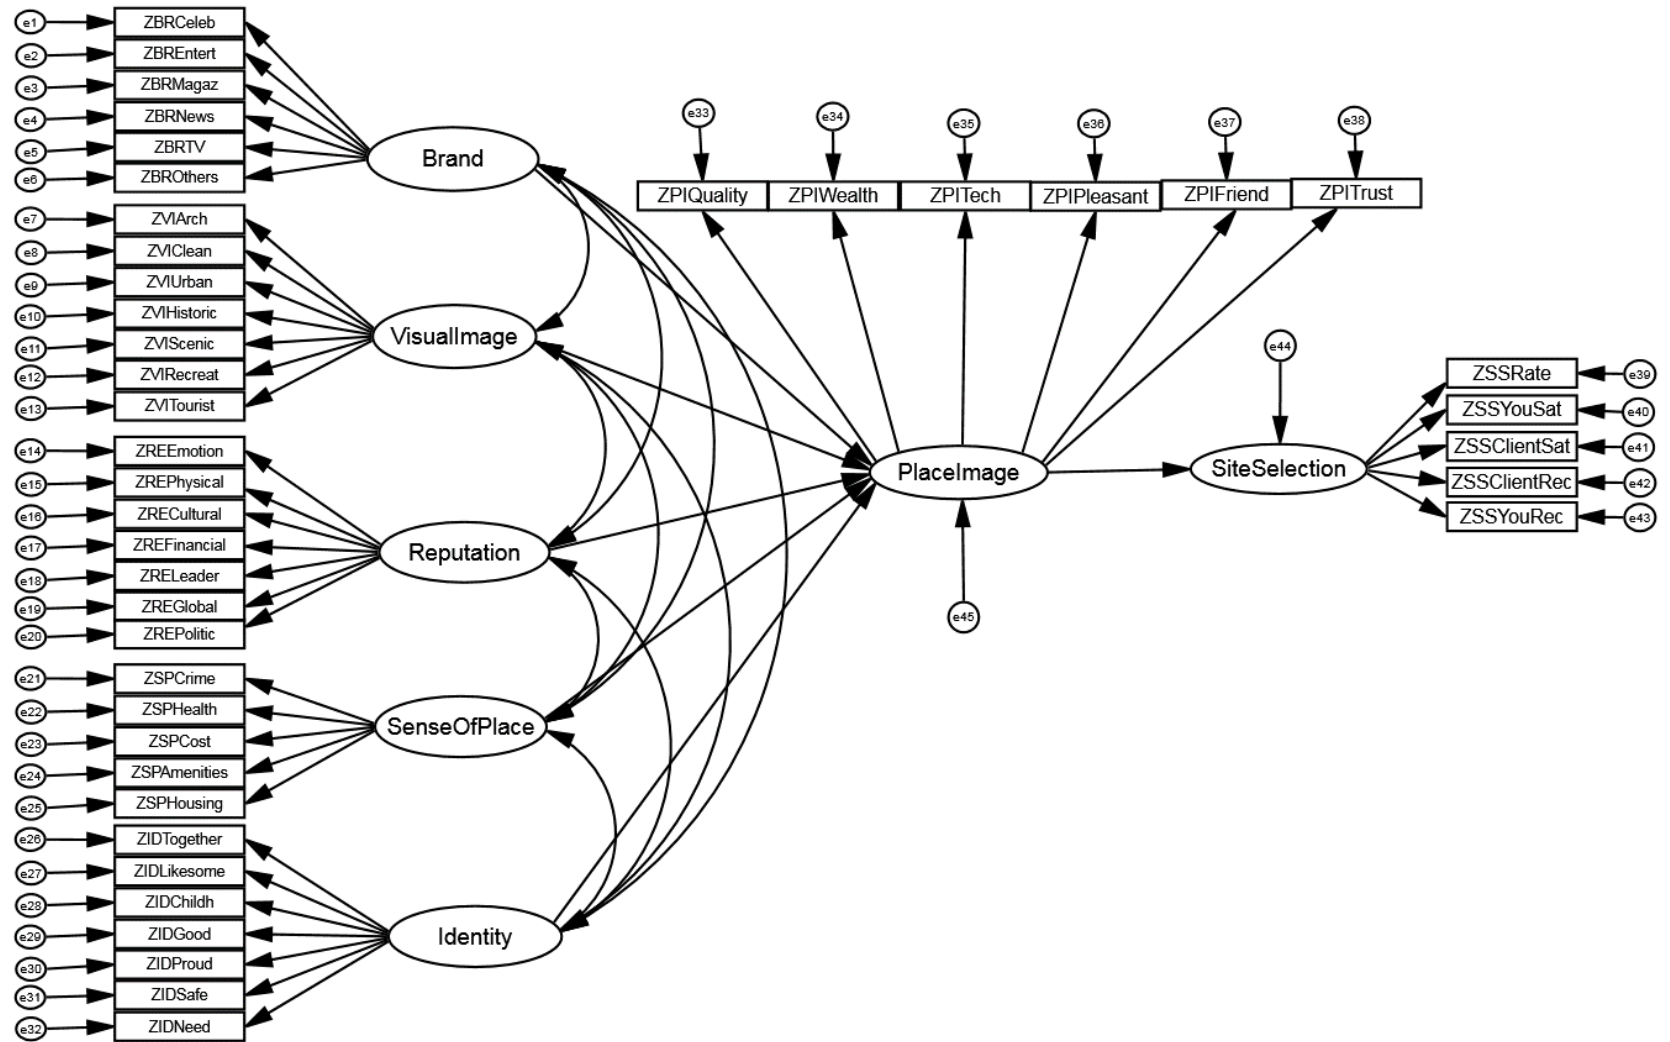 e1 ZBRCeleb
e2 ZBREntert
e3 ZBRMagaz
e4 ZBRNews
e5 ZBRTV
e6 ZBROthers
Brand
e7 ZVIArch
e8 ZVIClean
e9 ZVIUrban
e10 ZVIHistoric
e11 ZVIScenic
e12 ZVIRecreat
e13 ZVITourist
VisualImage
e14 ZREEmotion
e15 ZREPhysical
e16 ZRECultural
e17 ZREFinancial
e18 ZRELeader
e19 ZREGlobal
e20 ZREPolitic
Reputation
e21 ZSPCrime
e22 ZSPHealth
e23 ZSPCost
e24 ZSPAmenities
e25 ZSPHousing
SenseOfPlace
e26 ZIDTogether
e27 ZIDLikesome
e28 ZIDChildh
e29 ZIDGood
e30 ZIDProud
e31 ZIDSafe
e32 ZIDNeed
Identity
e33 e34 e35 e36 e37 e38
ZPIQuality ZPIWealth ZPITech ZPIPleasant ZPIFriend ZPITrust
PlaceImage
e45
e44
SiteSelection
ZSSRate e39
ZSSYouSat e40
ZSSClientSat e41
ZSSClientRec e42
ZSSYouRec e43